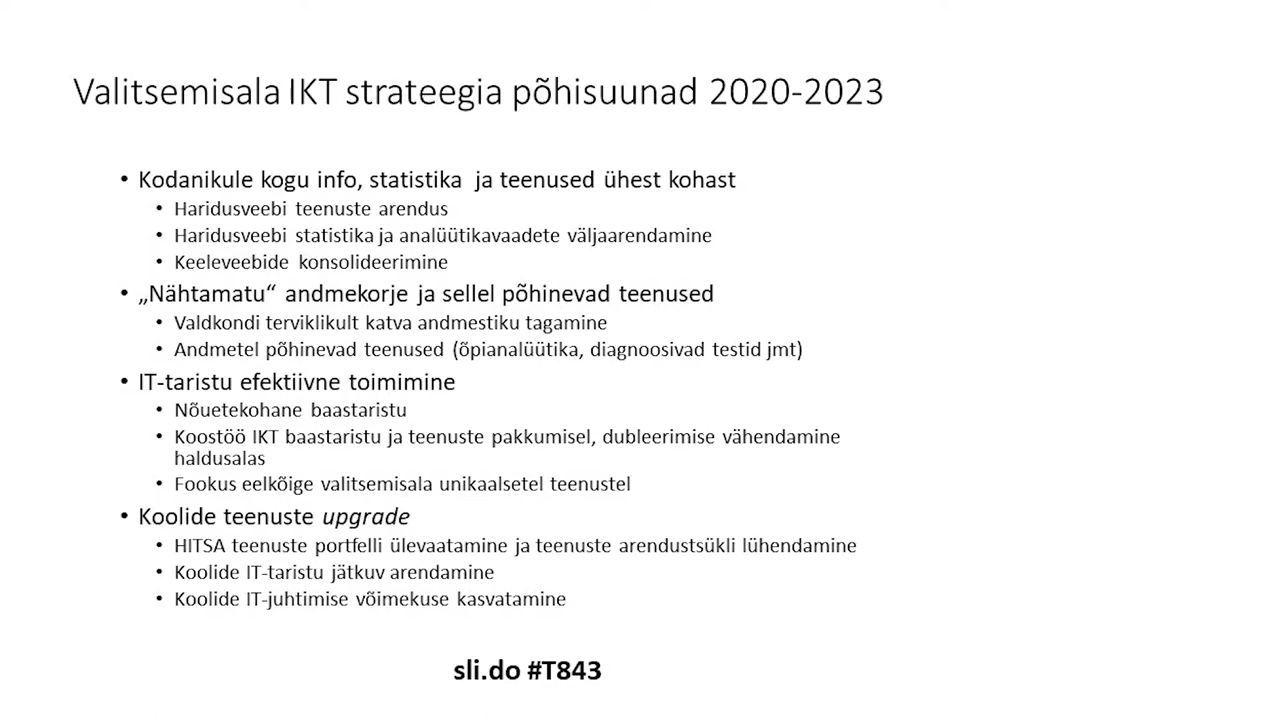 Valitsemisala IKT strateegia põhisuunad 2020-2023
• Kodanikule kogu info, statistika ja teenused ühest kohast
• Haridusveebi teenuste arendus
• Haridusveebi statistika ja analüütikavaadete väljaarendamine
• Keeleveebide konsolideerimine
• „Nähtamatu“ andmekorje ja sellel põhinevad teenused
• Valdkondi terviklikult katva andmestiku tagamine
• Andmetel põhinevad teenused (õpianalüütika, diagnoosivad testid jmt)
• IT-taristu efektiivne toimimine
• Nõuetekohane baastaristu
• Koostöö IKT baastaristu ja teenuste pakkumisel, dubleerimise vähendamine
haldusalas
• Fookus eelkõige valitsemisala unikaalsetel teenustel
• Koolide teenuste upgrade
• HITSA teenuste portfelli ülevaatamine ja teenuste arendustsükli lühendamine
• Koolide IT-taristu jätkuv arendamine
• Koolide IT-juhtimise võimekuse kasvatamine
sli.do #T843